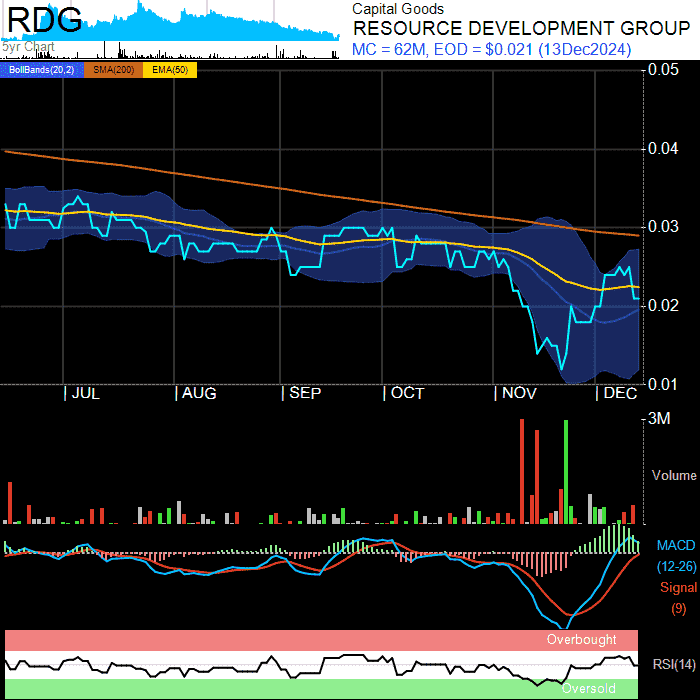 RDG
Capital Goods
RESOURCE DEVELOPMENT GROUP
5yr Chart
MC = 62M, EOD = $0.021 (13Dec2024)
BollBands(20,2) SMA(200) EMA(50)
0.05
0.04
0.03
0.02
0.01
JUL AUG SEP OCT NOV DEC
3M
Volume
MACD
(12-26)
Signal
(9)
Overbought
RSI(14)
Oversold